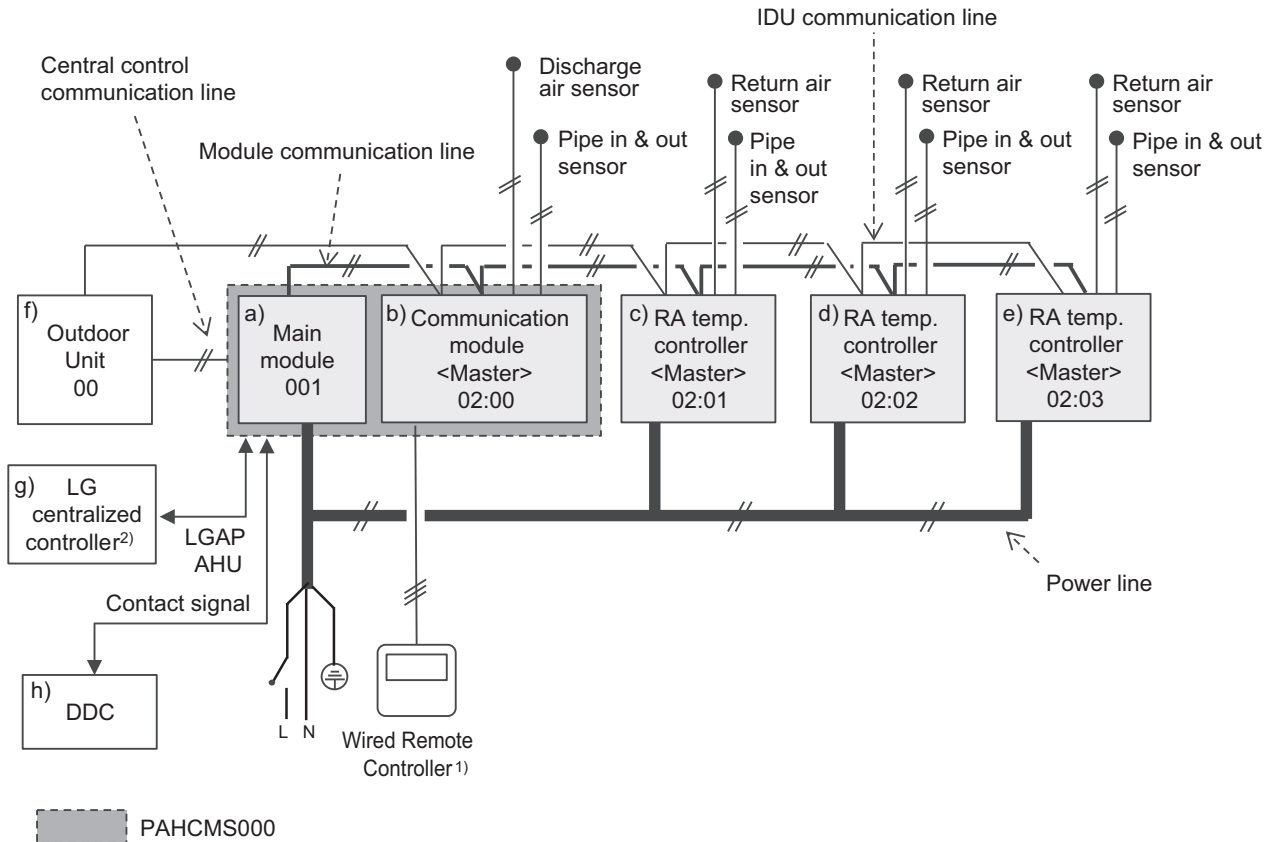 IDU communication line
Central control
communication line
Module communication line
Discharge
air sensor
Pipe in & out
sensor
Return air
sensor
Pipe
in & out
sensor
Return air
sensor
Pipe in & out
sensor
Return air
sensor
Pipe in & out
sensor
f)
Outdoor
Unit
00
a)
Main
module
001
b) Communication
module
<Master>
02:00
c) RA temp.
controller
<Master>
02:01
d) RA temp.
controller
<Master>
02:02
e) RA temp.
controller
<Master>
02:03
g) LG
centralized
controller2)
LGAP
AHU
Contact signal
h)
DDC
L N
Wired Remote
Controller1)
Power line
PAHCMS000